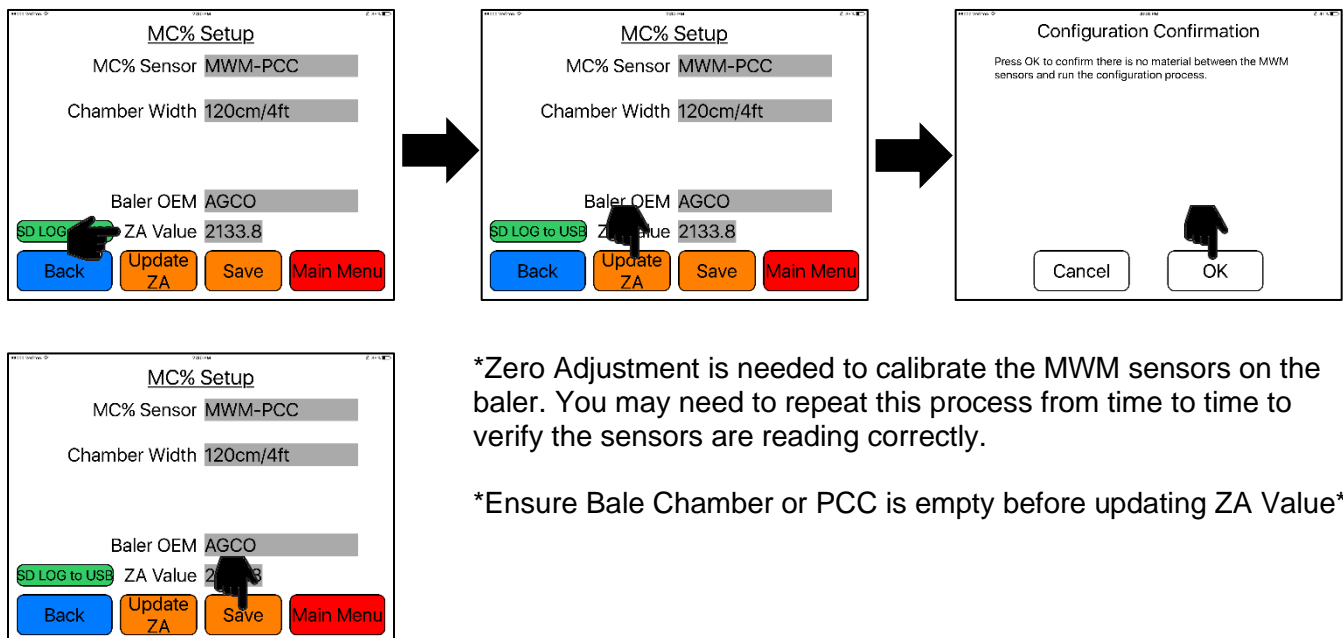 MC% Setup
MC% Sensor MWM-PCC
Chamber Width 120cm/4ft
Baler OEM AGCO
SD LOG ZA Value 2133.8
Back
Update
ZA
Save
Main Menu
MC% Setup
MC% Sensor MWM-PCC
Chamber Width 120cm/4ft
Baler OEM AGCO
SD LOG to USB 2133.8
Back
Update
ZA
Save
Main Menu
Configuration Confirmation
Press OK to confirm there is no material between the MWM
sensors and run the configuration process.
Cancel
OK
MC% Setup
MC% Sensor MWM-PCC
Chamber Width 120cm/4ft
Baler OEM AGCO
SD LOG to USB ZA Value
Back
Update
ZA
Save
Main Menu
*Zero Adjustment is needed to calibrate the MWM sensors on the
baler. You may need to repeat this process from time to time to
verify the sensors are reading correctly.
*Ensure Bale Chamber or PCC is empty before updating ZA Value*